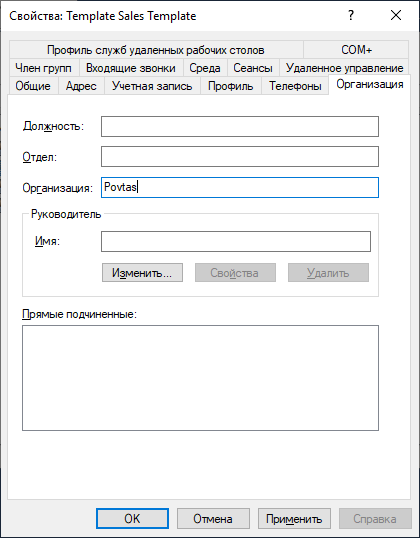 Свойства: Template Sales Template
Профиль служб удаленных рабочих столов COM+
Член групп Входящие звонки Среда Сеансы Удаленное управление
Общие Адрес Учетная запись Профиль Телефоны Организация
Должность:
Отдел:
Организация: Povtas
Руководитель
Имя:
Изменить... Свойства Удалить
Прямые подчиненные:
OK Отмена Применить Справка